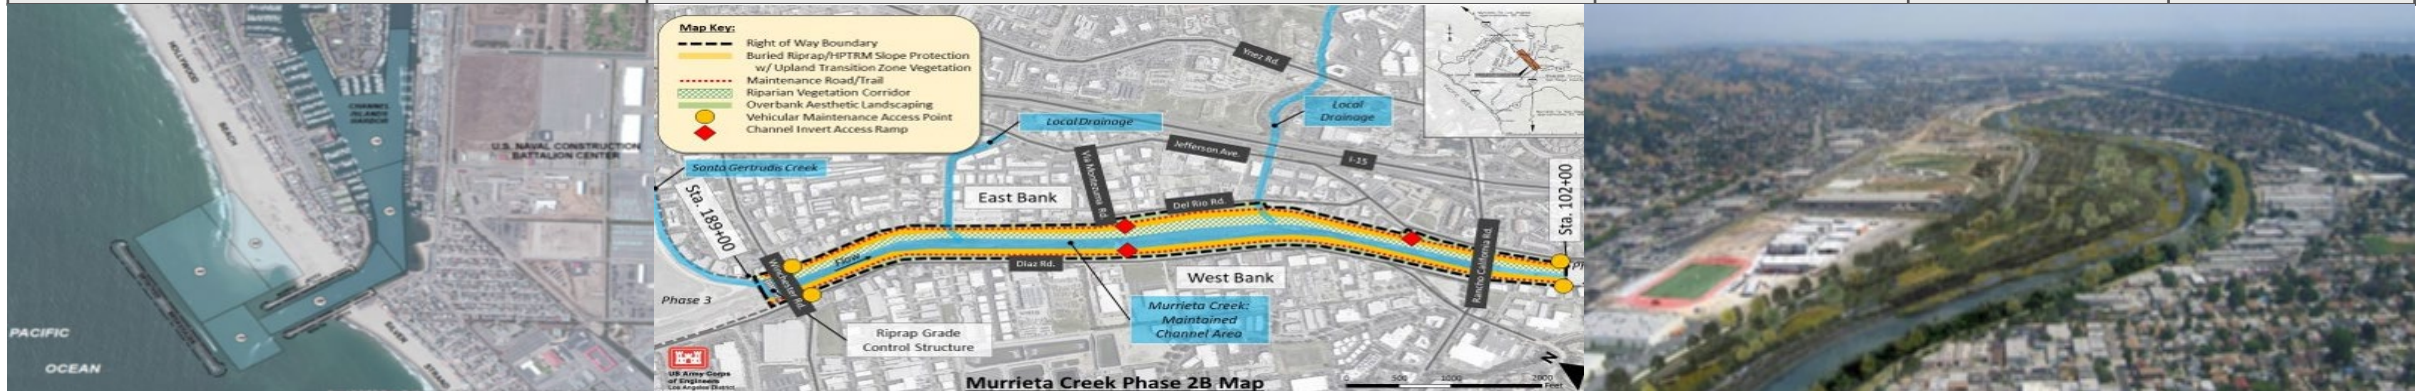 HOLLYWOOD
BEACH
CHANNEL
ISLANDS
HARBOR
U.S. NAVAL CONSTRUCTION
BATTALION CENTER
PACIFIC
OCEAN
SILVER
STRAND
Map Key:
Right of Way Boundary
Buried Riprap/HPTRM Slope Protection
w/ Upland Transition Zone Vegetation
Maintenance Road/Trail
Riparian Vegetation Corridor
Overbank Aesthetic Landscaping
Vehicular Maintenance Access Point
Channel Invert Access Ramp
Ynez Rd.
Local
Drainage
Local Drainage
Jefferson Ave.
I-15
Santa Gertrudis Creek
Sta. 189+00
East Bank
Via Montezuma Rd.
Del Rio Rd.
Sta. 102+00
Winchester Rd.
Flow
Diaz Rd.
West Bank
Rancho California Rd.
Phase 3
Murrieta Creek:
Maintained
Channel Area
Riprap Grade
Control Structure
US Army Corps
of Engineers
Los Angeles District
Murrieta Creek Phase 2B Map
N
0 500 1000 2000
Feet